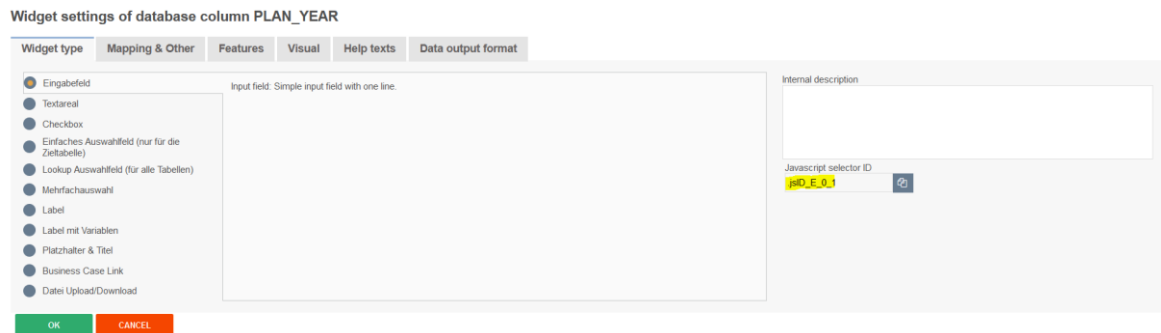 Widget settings of database column PLAN_YEAR
Widget type Mapping & Other Features Visual Help texts Data output format
Eingabefeld
Textareal
Checkbox
Einfaches Auswahlfeld (nur für die
Zieltabelle)
Lookup Auswahlfeld (für alle Tabellen)
Mehrfachauswahl
Label
Label mit Variablen
Platzhalter & Titel
Business Case Link
Datei Upload/Download
Input field: Simple input field with one line.
Internal description
Javascript selector ID
.jsID_E_0_1
OK CANCEL